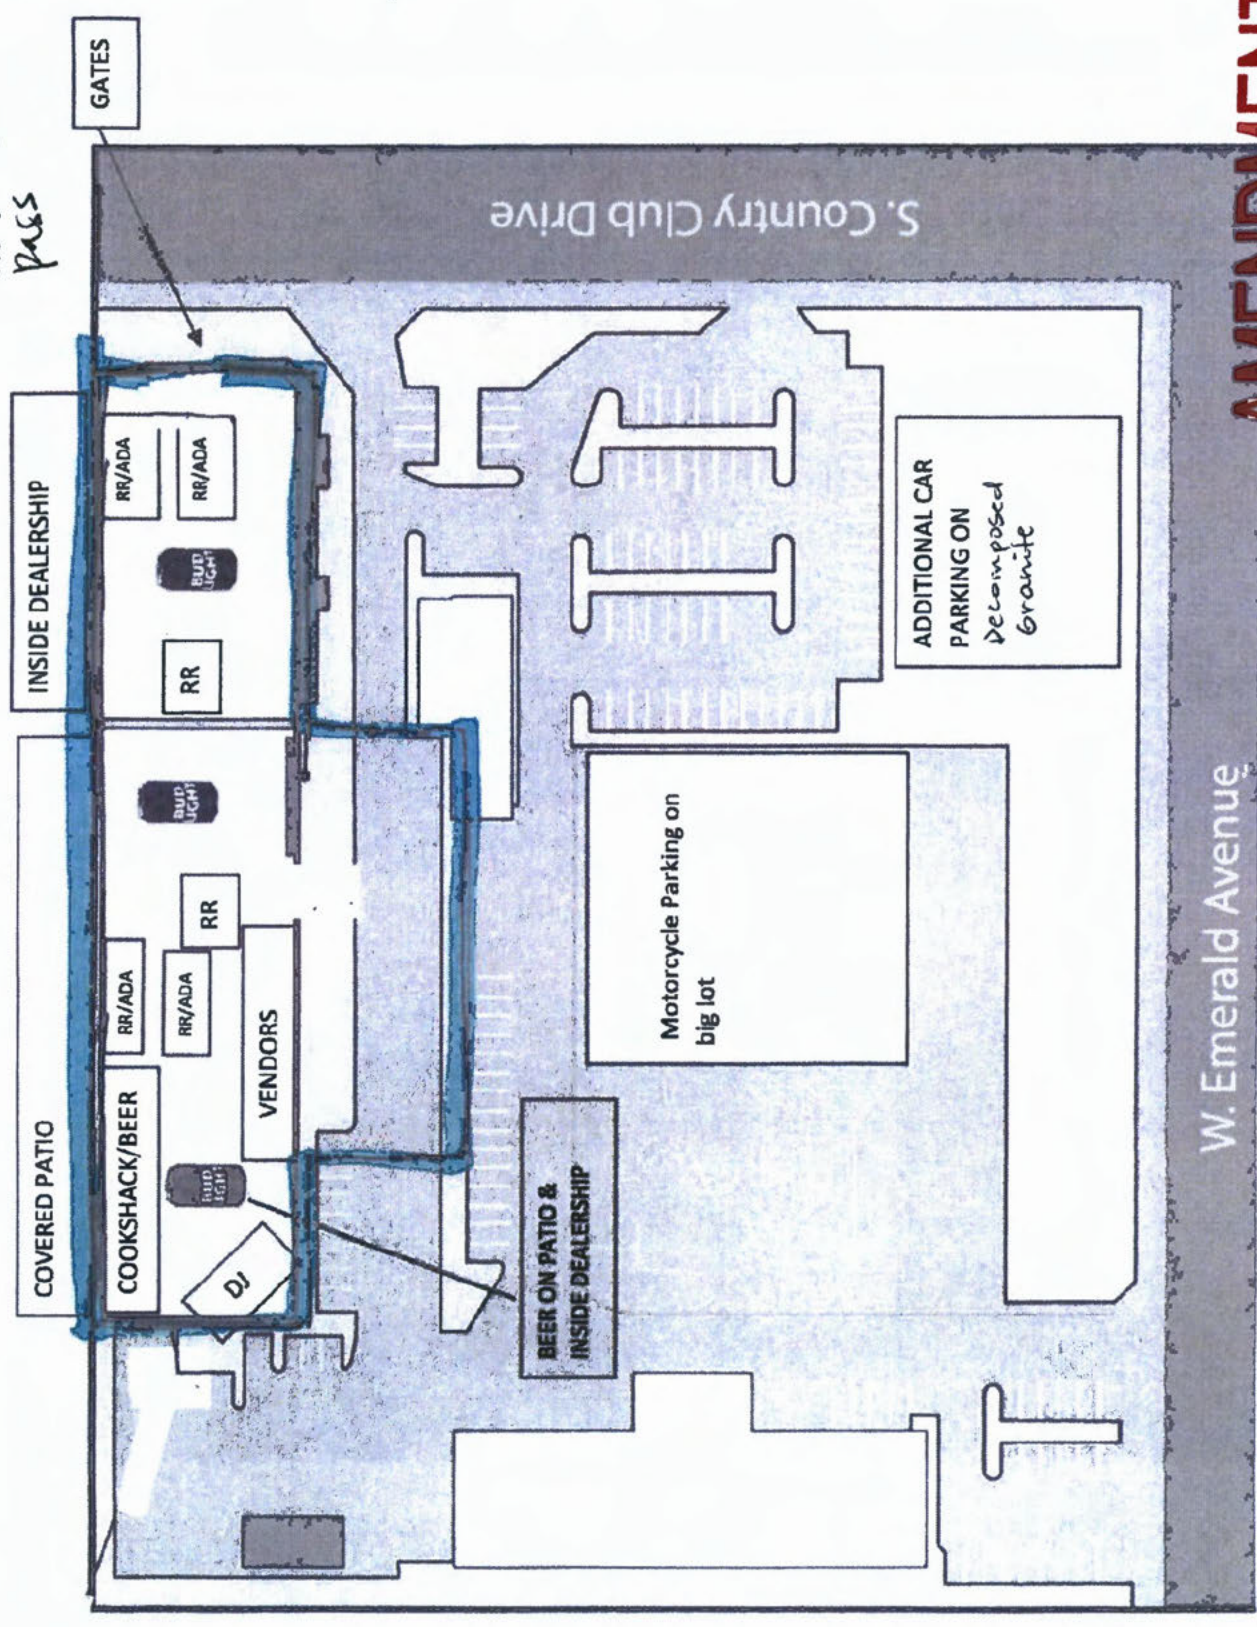 pass
GATES
S. Country Club Drive
INSIDE DEALERSHIP
RR/ADA
RR/ADA
BUD
LIGHT
RR
COVERED PATIO
BUD
LIGHT
RR
RR/ADA
RR/ADA
VENDORS
COOKSHACK/BEER
BUD
LIGHT
DJ
BEER ON PATIO &
INSIDE DEALERSHIP
Motorcycle Parking on
big lot
ADDITIONAL CAR
PARKING ON
Decomposed
Granite
W. Emerald Avenue
AMENDMENT